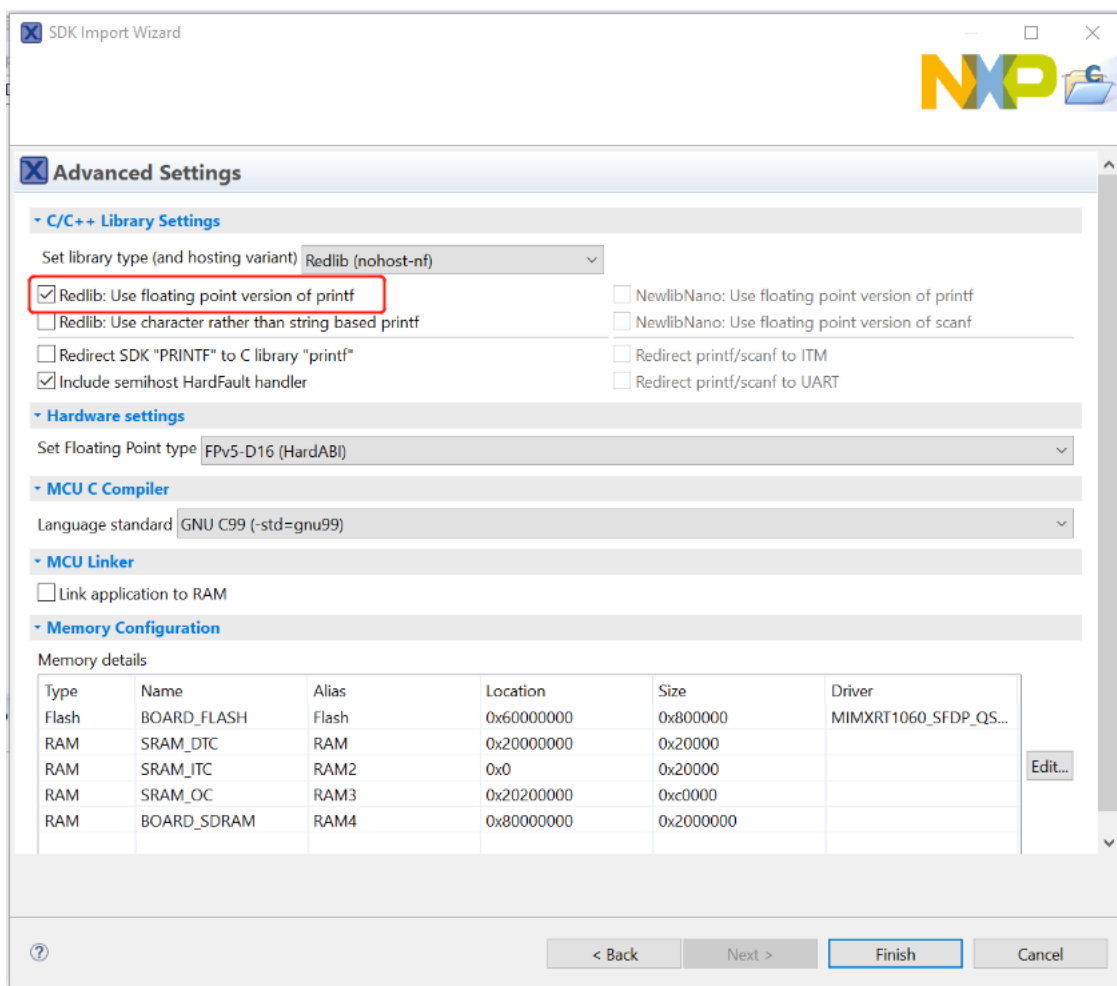 SDK Import Wizard
NXP
Advanced Settings
C/C++ Library Settings
Set library type (and hosting variant) Redlib (nohost-nf)
Redlib: Use floating point version of printf NewlibNano: Use floating point version of printf
Redlib: Use character rather than string based printf NewlibNano: Use floating point version of scanf
Redirect SDK "PRINTF" to C library "printf" Redirect printf/scanf to ITM
Include semihost HardFault handler Redirect printf/scanf to UART
Hardware settings
Set Floating Point type FPv5-D16 (HardABI)
MCU C Compiler
Language standard GNU C99 (-std=gnu99)
MCU Linker
Link application to RAM
Memory Configuration
Memory details
Type Name Alias Location Size Driver
Flash BOARD_FLASH Flash 0x60000000 0x800000 MIMXRT1060_SFDP_QS...
RAM SRAM_DTC RAM 0x20000000 0x20000
RAM SRAM_ITC RAM2 0x0 0x20000
RAM SRAM_OC RAM3 0x20200000 0xc0000
RAM BOARD_SDRAM RAM4 0x80000000 0x2000000
Edit...
< Back Next > Finish Cancel